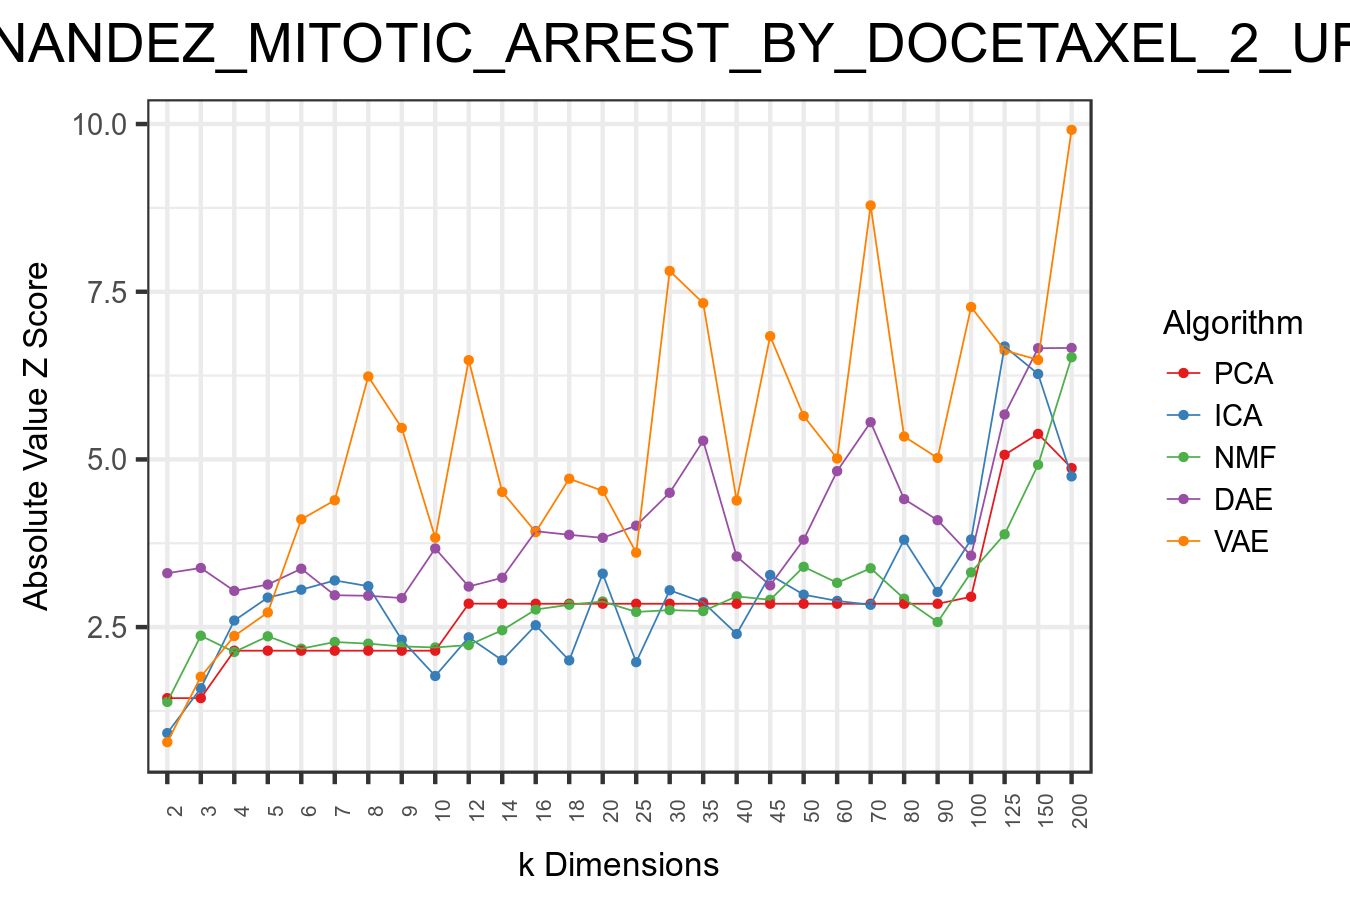 NANDEZ_MITOTIC_ARREST_BY_DOCETAXEL_2_UP
10.0
7.5
5.0
2.5
Absolute Value Z Score
2 3 4 5 6 7 8 9 10 12 14 16 18 20 25 30 35 40 45 50 60 70 80 90 100 125 150 200
k Dimensions
Algorithm
PCA
ICA
NMF
DAE
VAE